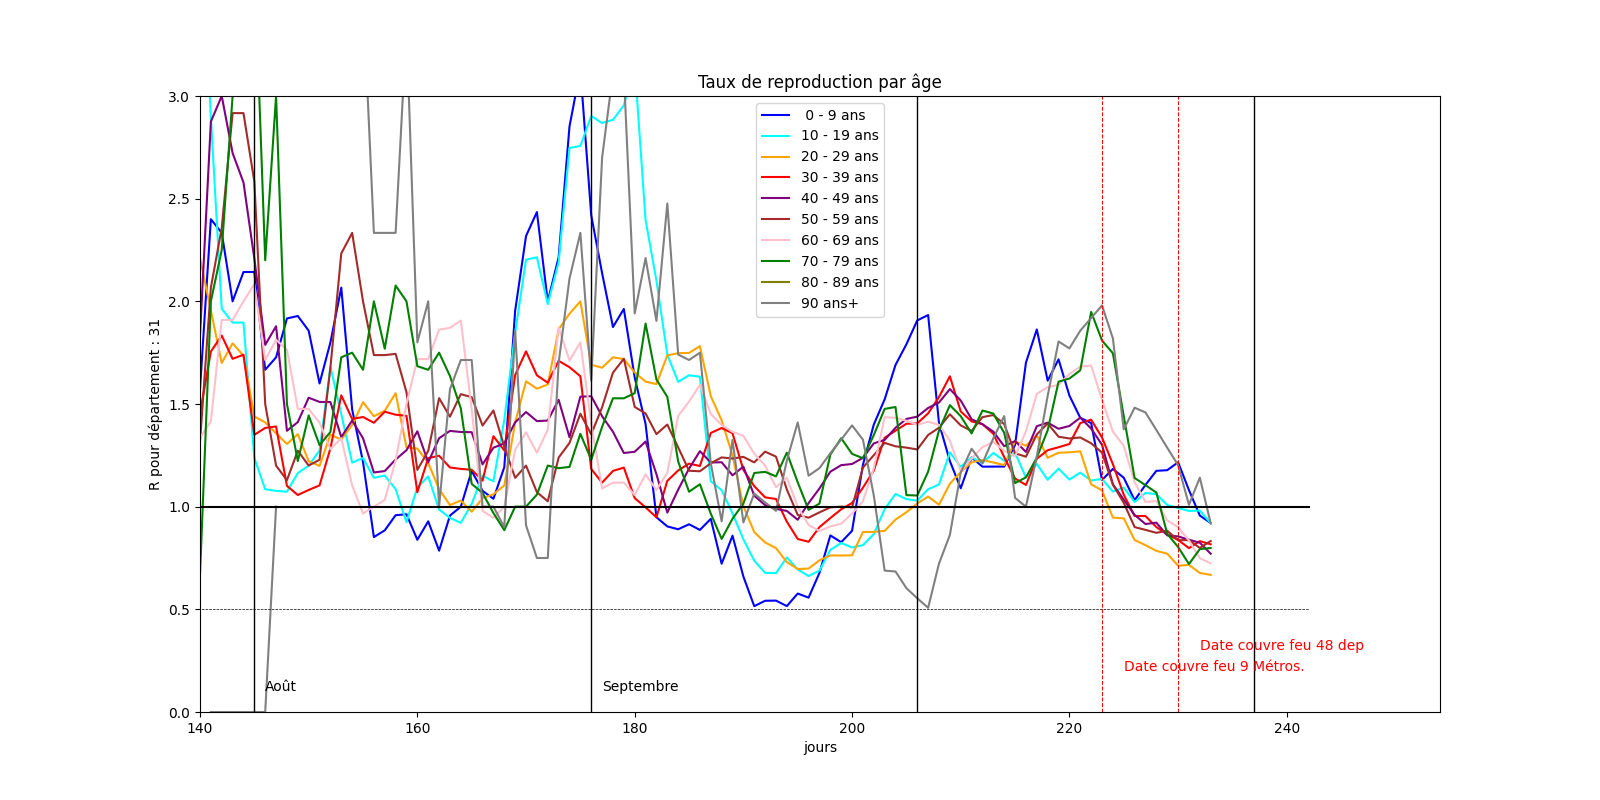 Taux de reproduction par âge
R pour département : 31
3.0
2.5
2.0
1.5
1.0
0.5
0.0
0 - 9 ans
10 - 19 ans
20 - 29 ans
30 - 39 ans
40 - 49 ans
50 - 59 ans
60 - 69 ans
70 - 79 ans
80 - 89 ans
90 ans+
Date couvre feu 48 dep
Date couvre feu 9 Métros.
Août
Septembre
140
160
180
200
220
240
jours